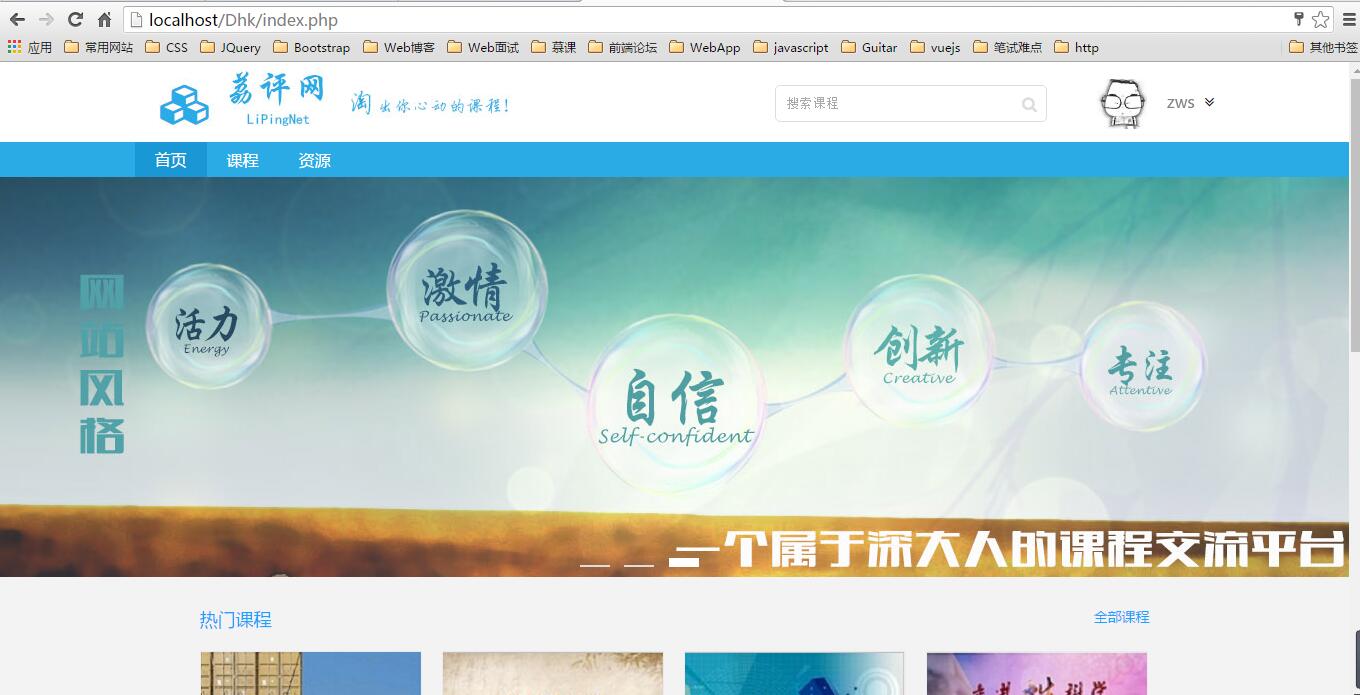 localhost/Dhk/index.php
应用 常用网站 CSS JQuery Bootstrap Web博客 Web面试 慕课 前端论坛 WebApp javascript Guitar vuejs 笔试难点 http 其他书签
荔评网
LiPingNet
淘出你心动的课程!
搜索课程
zws
首页 课程 资源
网站风格
活力
Energy
激情
Passionate
自信
Self-confident
创新
Creative
专注
Attentive
一个属于深大人的课程交流平台
热门课程 全部课程